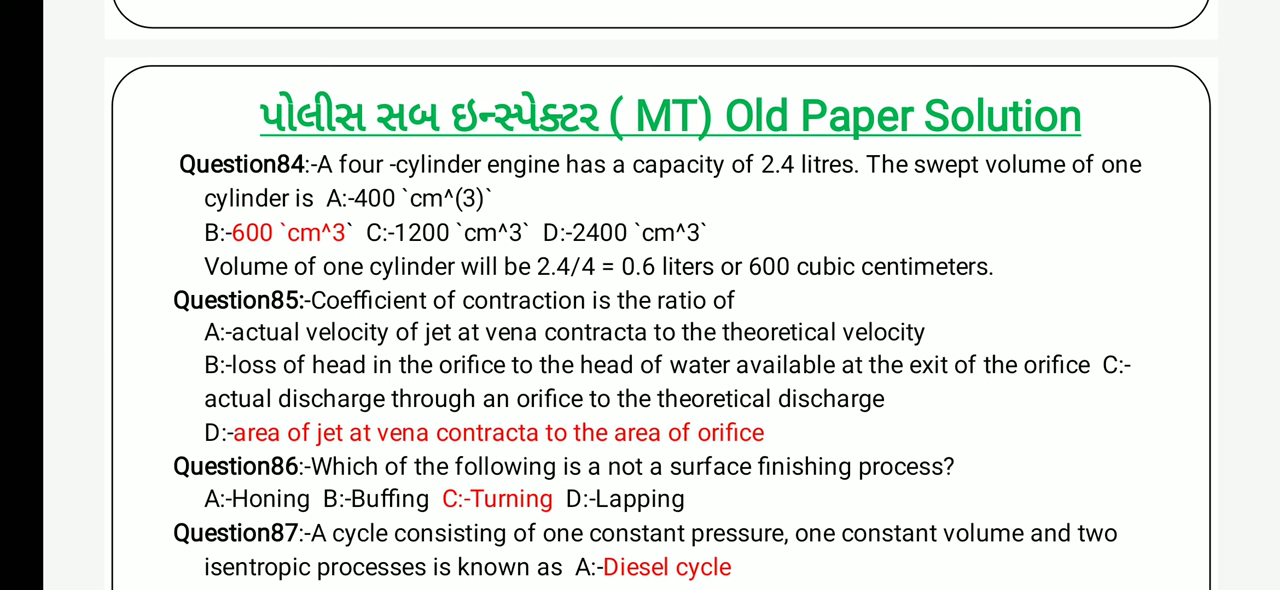 પોલીસ સબ ઇન્સ્પેક્ટર ( MT) Old Paper Solution
Question84:-A four -cylinder engine has a capacity of 2.4 litres. The swept volume of one
cylinder is A:-400 `cm^(3)`
B:-600 `cm^3` C:-1200 `cm^3` D:-2400 `cm^3`
Volume of one cylinder will be 2.4/4 = 0.6 liters or 600 cubic centimeters.
Question85:-Coefficient of contraction is the ratio of
A:-actual velocity of jet at vena contracta to the theoretical velocity
B:-loss of head in the orifice to the head of water available at the exit of the orifice C:-
actual discharge through an orifice to the theoretical discharge
D:-area of jet at vena contracta to the area of orifice
Question86:-Which of the following is a not a surface finishing process?
A:-Honing B:-Buffing C:-Turning D:-Lapping
Question87:-A cycle consisting of one constant pressure, one constant volume and two
isentropic processes is known as A:-Diesel cycle